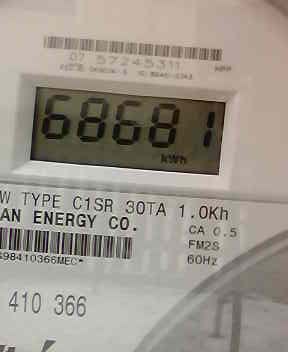 07 57245311
68681
kWh
W TYPE C1SR 30TA 1.0Kh
AN ENERGY CO.
CA 0.5
FM2S
60Hz
98410366MEC*
410 366